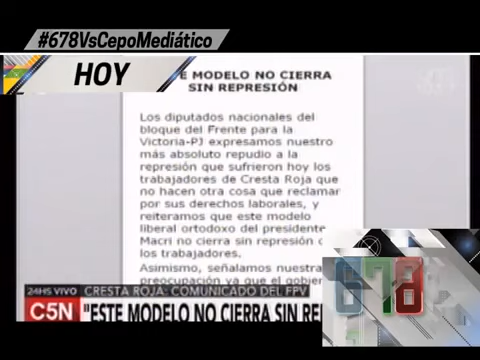 #678VsCepoMediático
HOY
E MODELO NO CIERRA
SIN REPRESIÓN
Los diputados nacionales del
bloque del Frente para la
Victoria-PJ expresamos nuestro
más absoluto repudio a la
represión que sufrieron hoy los
trabajadores de Cresta Roja que
no hacen otra cosa que reclamar
por sus derechos laborales, y
reiteramos que este modelo
liberal ortodoxo del presidente
Macri no cierra sin represión
los trabajadores.
Asimismo, señalamos nuestra
preocupación ya que el gobie
678
24HS VIVO
CRESTA ROJA: COMUNICADO DEL FPV
C5N
"ESTE MODELO NO CIERRA SIN RE